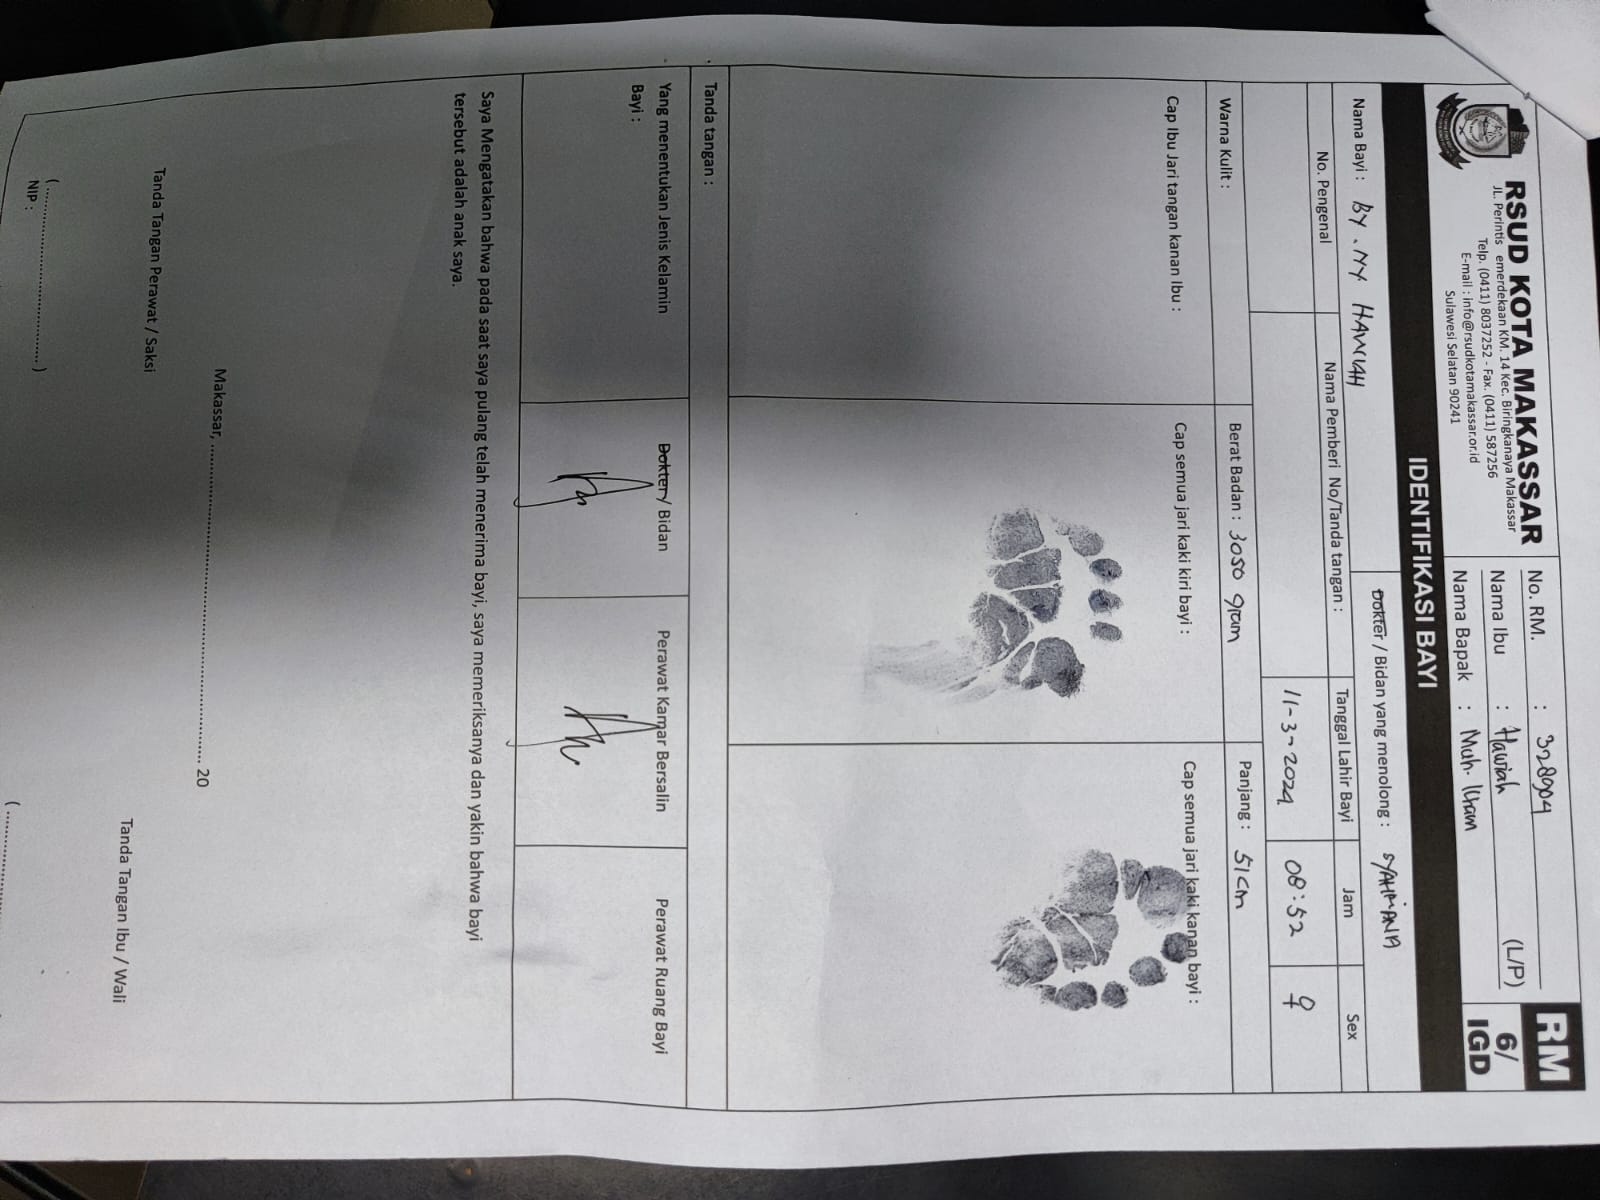 RSUD KOTA MAKASSAR
JL. Perintis emerdekaan KM. 14 Kec. Biringkanaya Makassar
Telp. (0411) 8037252 - Fax. (0411) 587256
E-mail : info@rsudkotamakassar.or.id
Sulawesi Selatan 90241
No. RM. : 328904
Nama Ibu : Hawiah (L/P)
Nama Bapak : Muh. Ilham
RM
6/
IGD
IDENTIFIKASI BAYI
Nama Bayi : BY . NY HAWIAH
Dokter / Bidan yang menolong :
No. Pengenal
Nama Pemberi No/Tanda tangan :
Tanggal Lahir Bayi
Jam
Sex
11-3-2024
08:52
♀
Warna Kulit :
Berat Badan : 3050 gram
Panjang : 51 cm
Cap Ibu Jari tangan kanan Ibu :
Cap semua jari kaki kiri bayi :
Cap semua jari kaki kanan bayi :
Tanda tangan :
Yang menentukan Jenis Kelamin
Bayi :
Dokter/ Bidan
Perawat Kamar Bersalin
Perawat Ruang Bayi
Saya Mengatakan bahwa pada saat saya pulang telah menerima bayi, saya memeriksanya dan yakin bahwa bayi
tersebut adalah anak saya.
Makassar, ........................................................ 20
Tanda Tangan Perawat / Saksi
Tanda Tangan Ibu / Wali
(..................................)
(............
NIP :